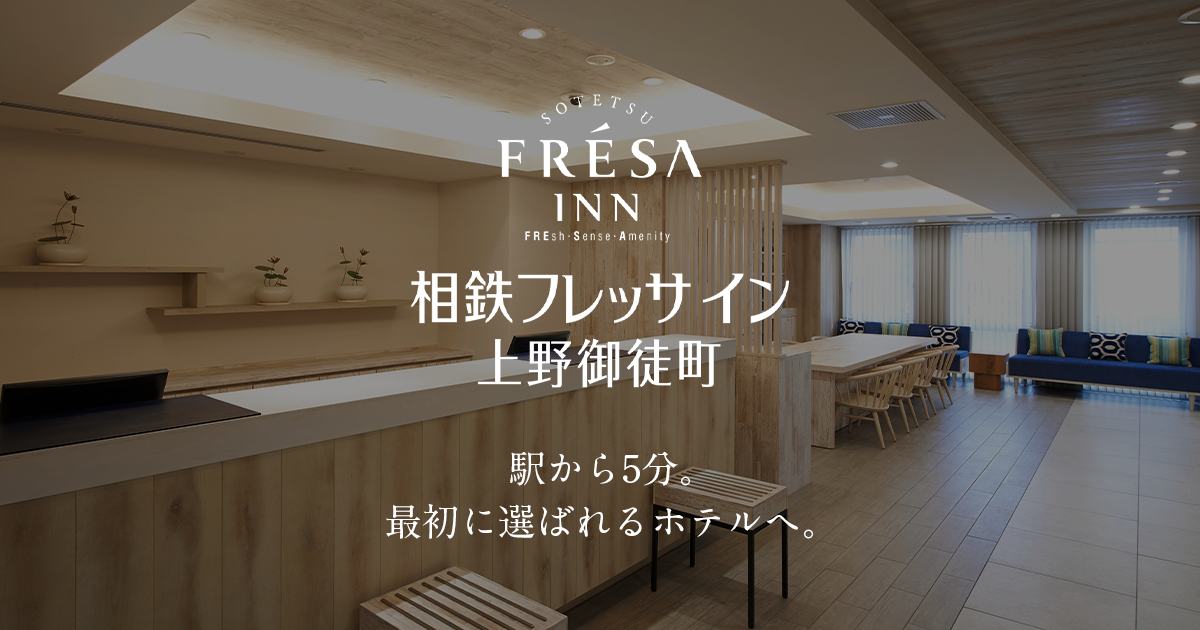 SOTETSU
FRÉSA
INN
FREsh·Sense·Amenity
相鉄フレッサイン
上野御徒町
駅から5分。
最初に選ばれるホテルへ。